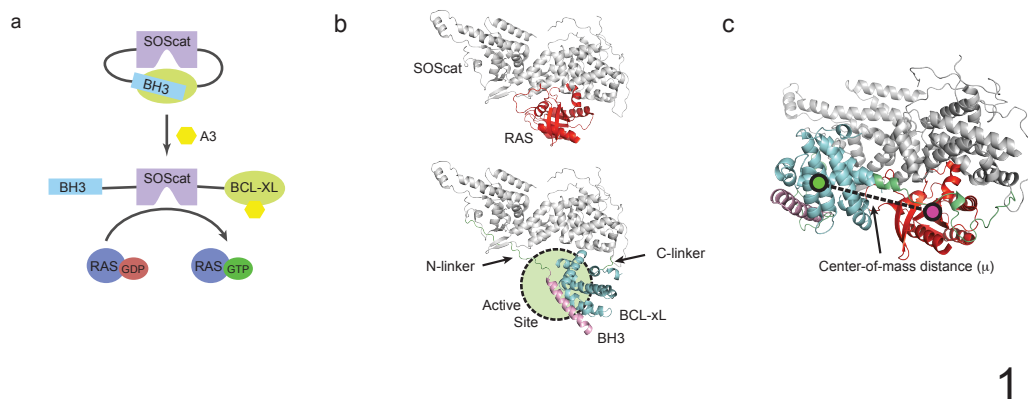 a
SOScat
BH3
A3
SOScat
BH3
BCL-XL
RAS
GDP
RAS
GTP
b
SOScat
RAS
N-linker
C-linker
Active
Site
BCL-xL
BH3
c
Center-of-mass distance (μ)
1